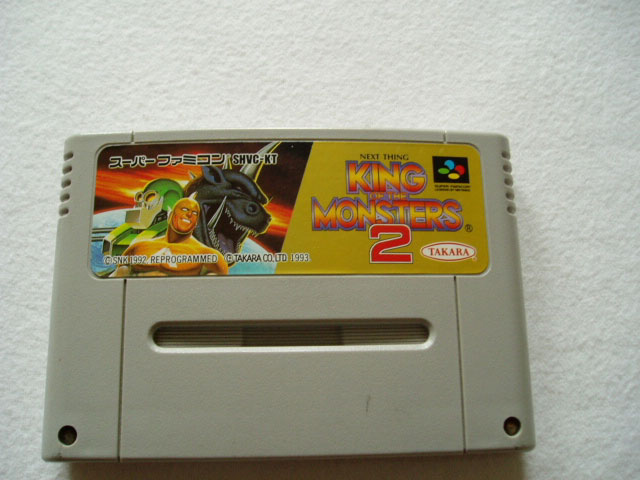 スーパーファミコン SHVC-KT
NEXT THING
KING
OF THE
MONSTERS®
2
TAKARA
©SNK 1992, REPROGRAMMED ©TAKARA CO., LTD. 1993